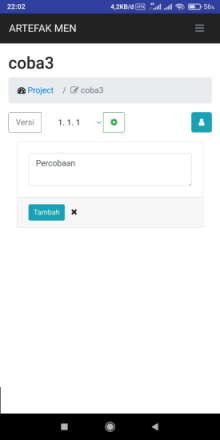 22:02 4,2KB/d 56%
ARTEFAK MEN
coba3
Project / coba3
Versi 1. 1. 1
Percobaan
Tambah